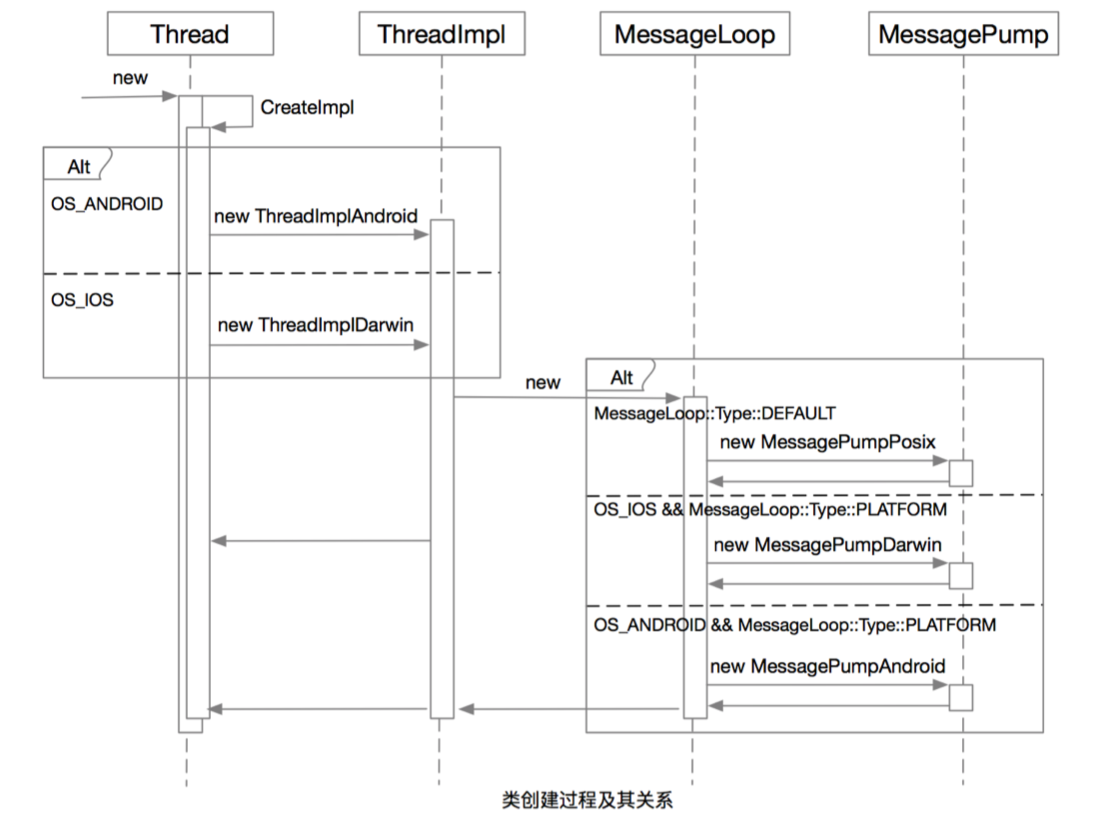 Thread
ThreadImpl
MessageLoop
MessagePump
new
CreateImpl
Alt
OS_ANDROID
new ThreadImplAndroid
OS_IOS
new ThreadImplDarwin
new
Alt
MessageLoop::Type::DEFAULT
new MessagePumpPosix
OS_IOS && MessageLoop::Type::PLATFORM
new MessagePumpDarwin
OS_ANDROID && MessageLoop::Type::PLATFORM
new MessagePumpAndroid
类创建过程及其关系